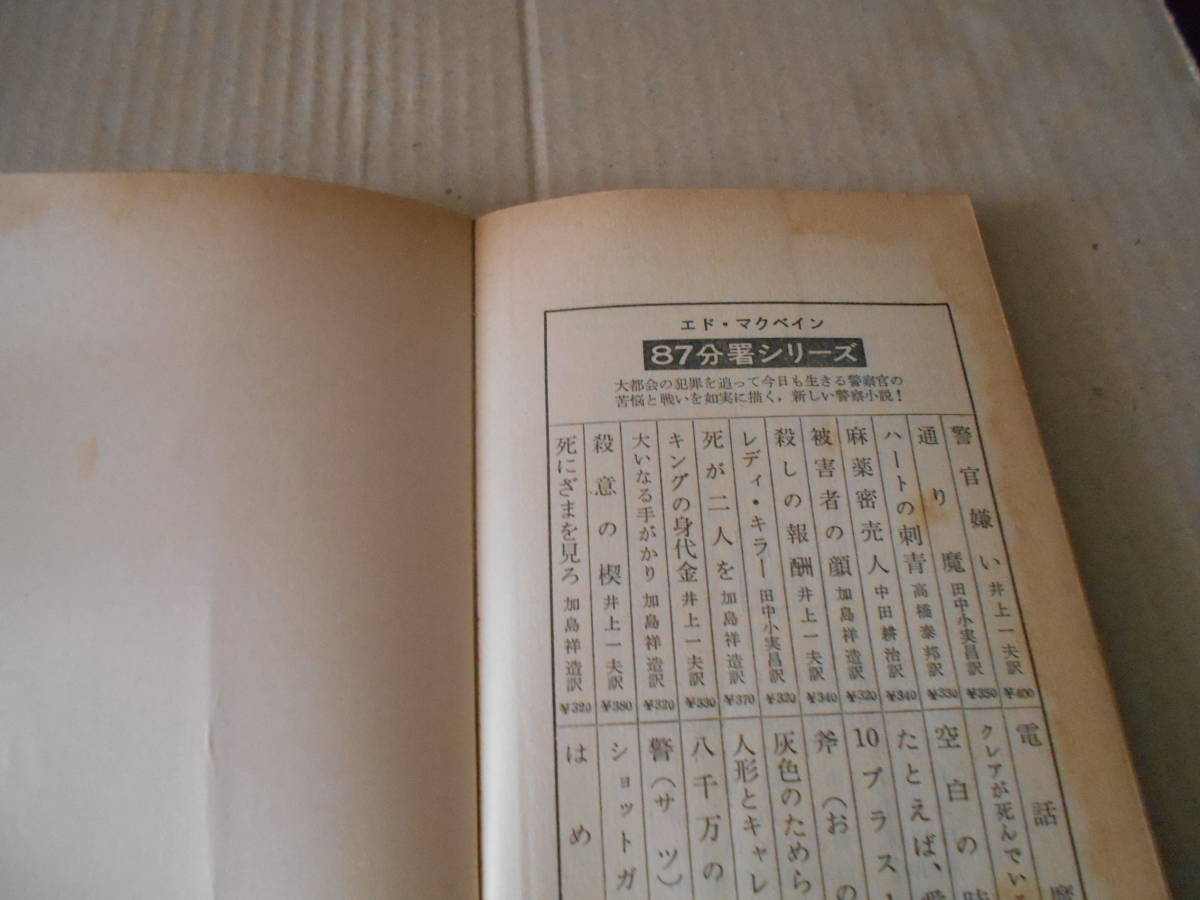 エド・マクベイン
87分署シリーズ
大都会の犯罪を追って今日も生きる警察官の
苦悩と戦いを如実に描く，新しい警察小説！
警官嫌い 井上一夫訳 ¥400
通り魔 田中小実昌訳 ¥350
ハートの刺青 高橋泰邦訳 ¥330
麻薬密売人 中田耕治訳 ¥340
被害者の顔 加島祥造訳 ¥320
殺しの報酬 井上一夫訳 ¥340
レディ・キラー 田中小実昌訳 ¥320
死が二人を 加島祥造訳 ¥370
キングの身代金 井上一夫訳 ¥330
大いなる手がかり 加島祥造訳 ¥320
殺意の楔 井上一夫訳 ¥380
死にざまを見ろ 加島祥造訳 ¥320
電話魔
クレアが死んでいる
空白の時
たとえば、愛
10プラス
斧（おの
灰色のためら
人形とキャレ
八千万の
警（サツ）
ショットガ
はめ